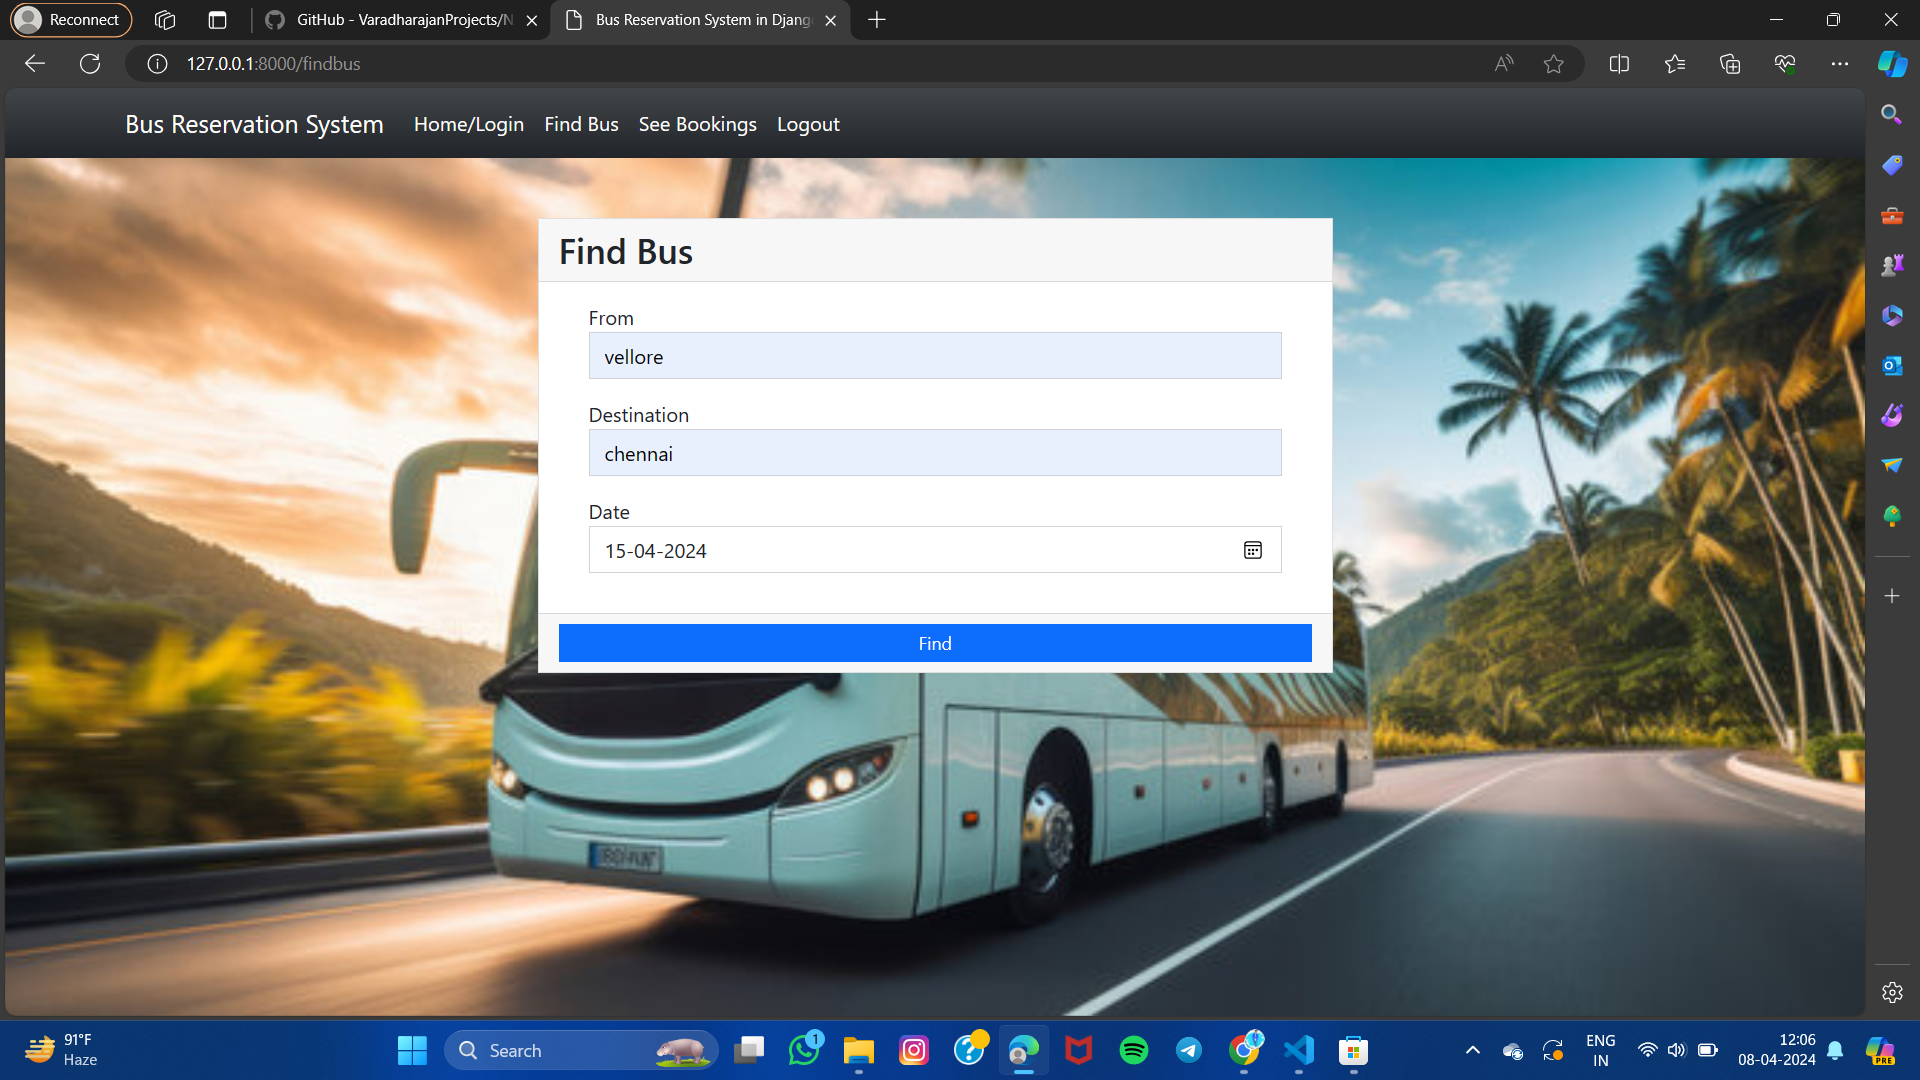 Reconnect
GitHub - VaradharajanProjects/N
Bus Reservation System in Djang
127.0.0.1:8000/findbus
Bus Reservation System
Home/Login
Find Bus
See Bookings
Logout
Find Bus
From
vellore
Destination
chennai
Date
15-04-2024
Find
91°F
Haze
Search
1
ENG
IN
12:06
08-04-2024
PRE